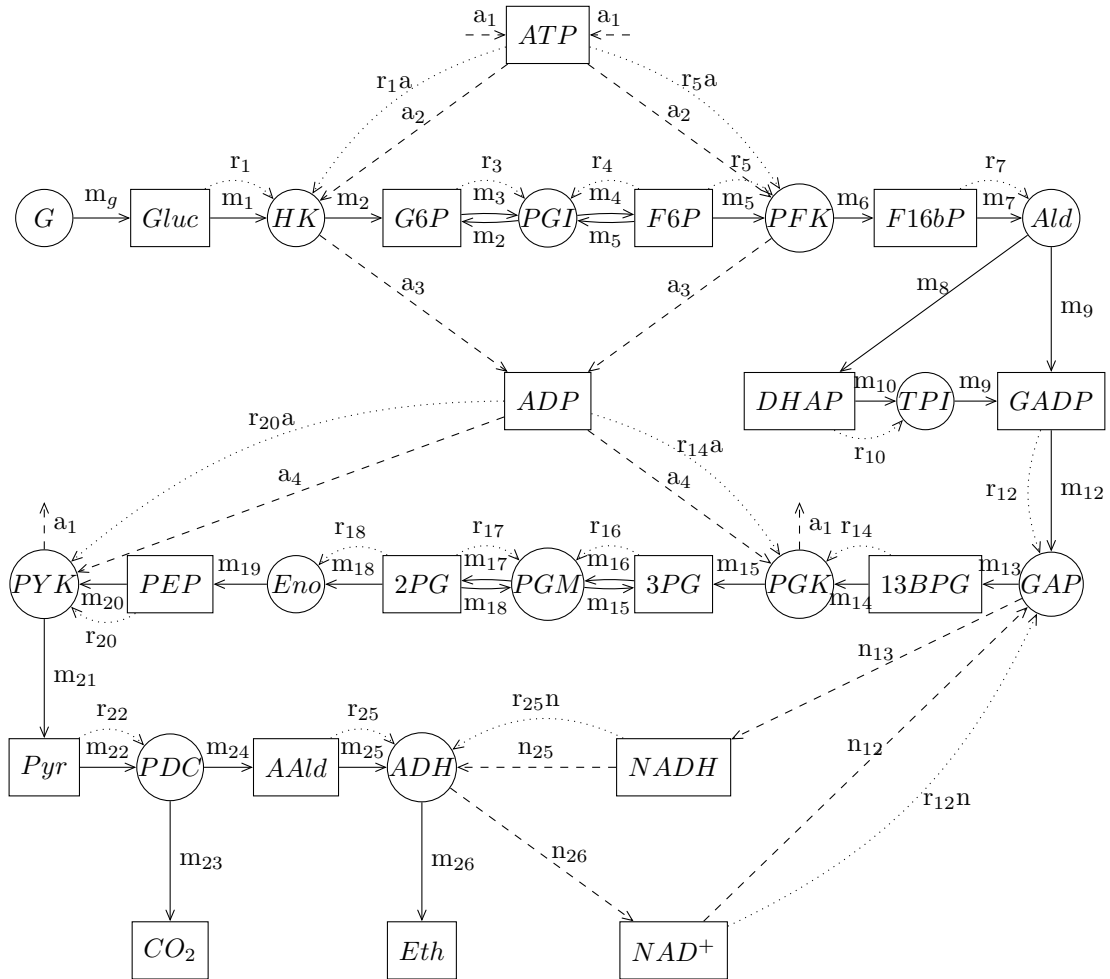 a₁ ATP a₁
r₁a r₅a
a₂ a₂
r₁ r₃ r₄ r₅ r₇
m_g m₁ m₂ m₃ m₄ m₅ m₆ m₇
G Gluc HK G6P PGI F6P PFK F16bP Ald
m₂ m₅
a₃ a₃ m₈
m₉
m₁₀ m₉
ADP DHAP TPI GADP
r₂₀a r₁₄a r₁₀
a₄ a₄ r₁₂ m₁₂
a₁ r₁₈ r₁₇ r₁₆ a₁ r₁₄
m₁₉ m₁₈ m₁₇ m₁₆ m₁₅ m₁₃
PYK PEP Eno 2PG PGM 3PG PGK 13BPG GAP
m₂₀ m₁₈ m₁₅ m₁₄
r₂₀
n₁₃
m₂₁
r₂₂ r₂₅ r₂₅n
m₂₂ m₂₄ m₂₅ n₂₅ n₁₂
Pyr PDC AAld ADH NADH
r₁₂n
m₂₃ m₂₆ n₂₆
CO₂ Eth NAD⁺